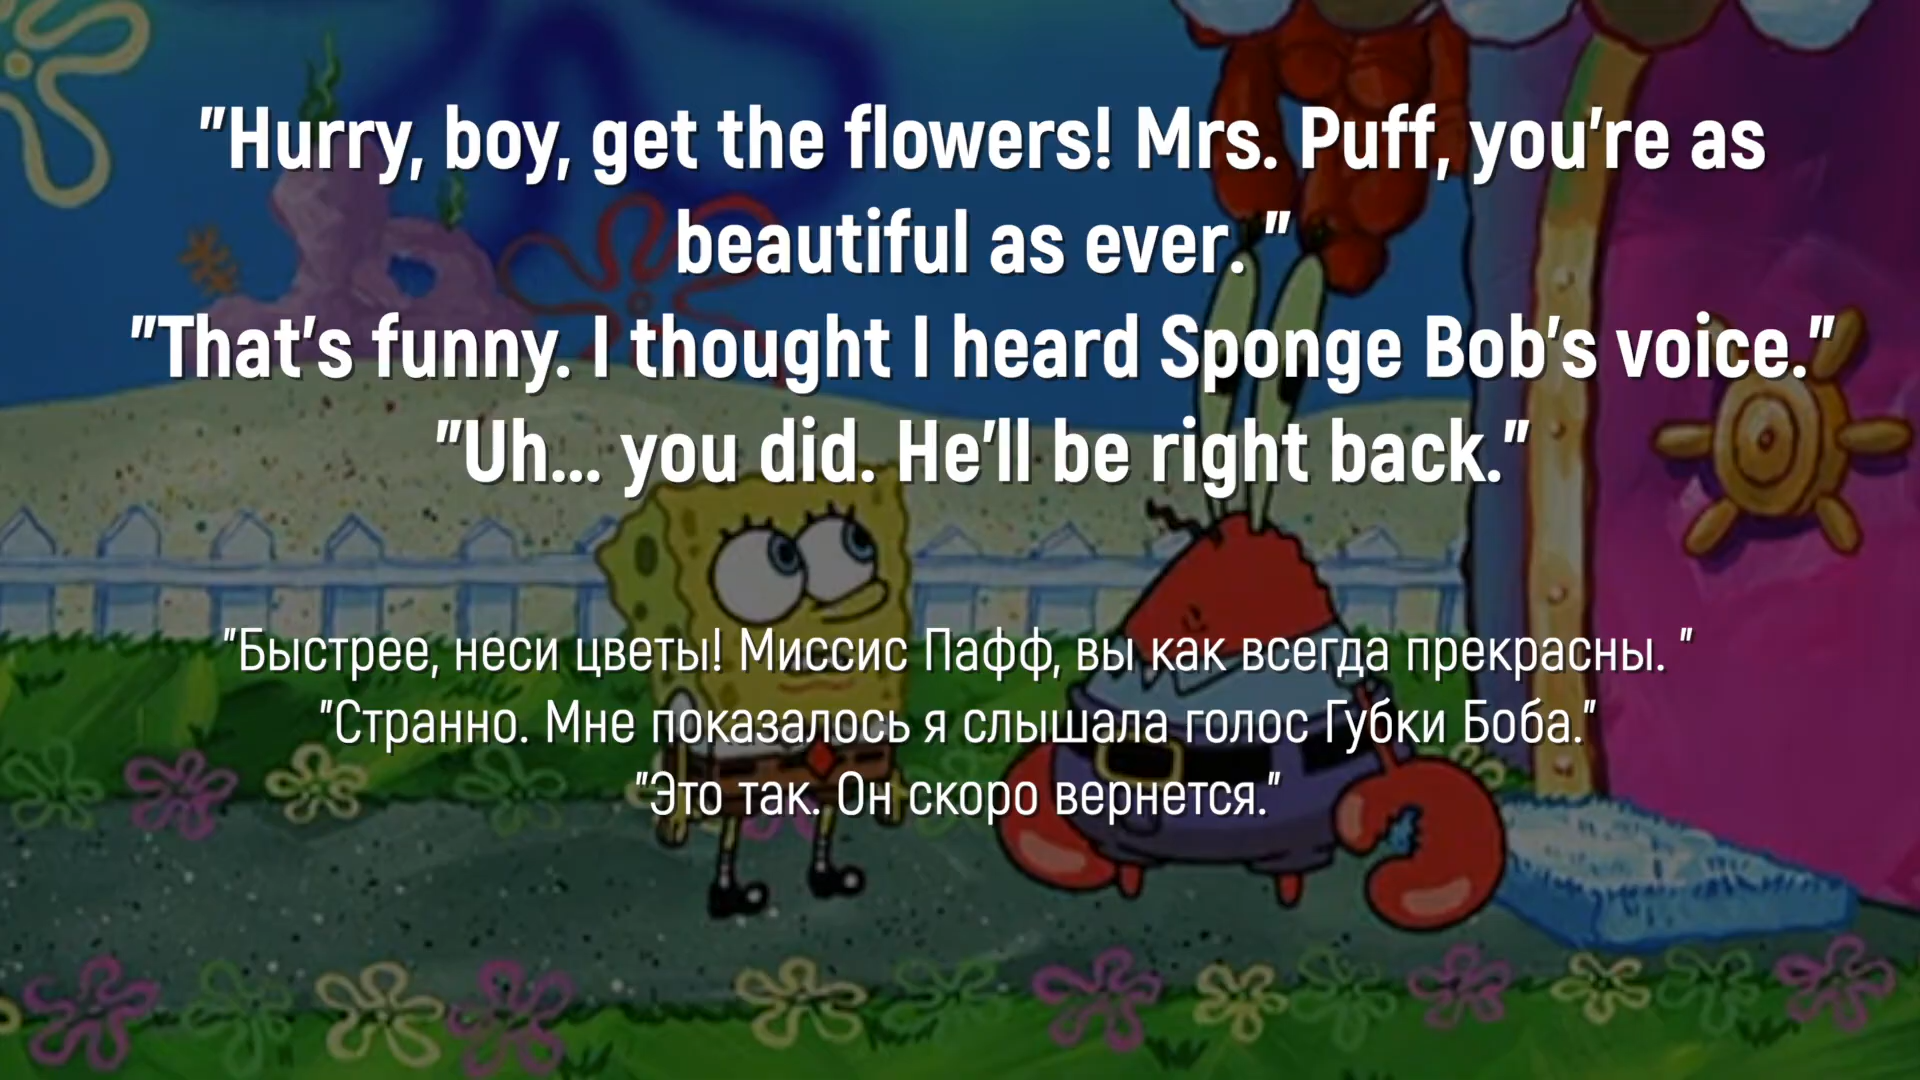 "Hurry, boy, get the flowers! Mrs. Puff, you're as
beautiful as ever. "
"That's funny. I thought I heard Sponge Bob's voice."
"Uh... you did. He'll be right back."
"Быстрее, неси цветы! Миссис Пафф, вы как всегда прекрасны. "
"Странно. Мне показалось я слышала голос Губки Боба."
"Это так. Он скоро вернется."